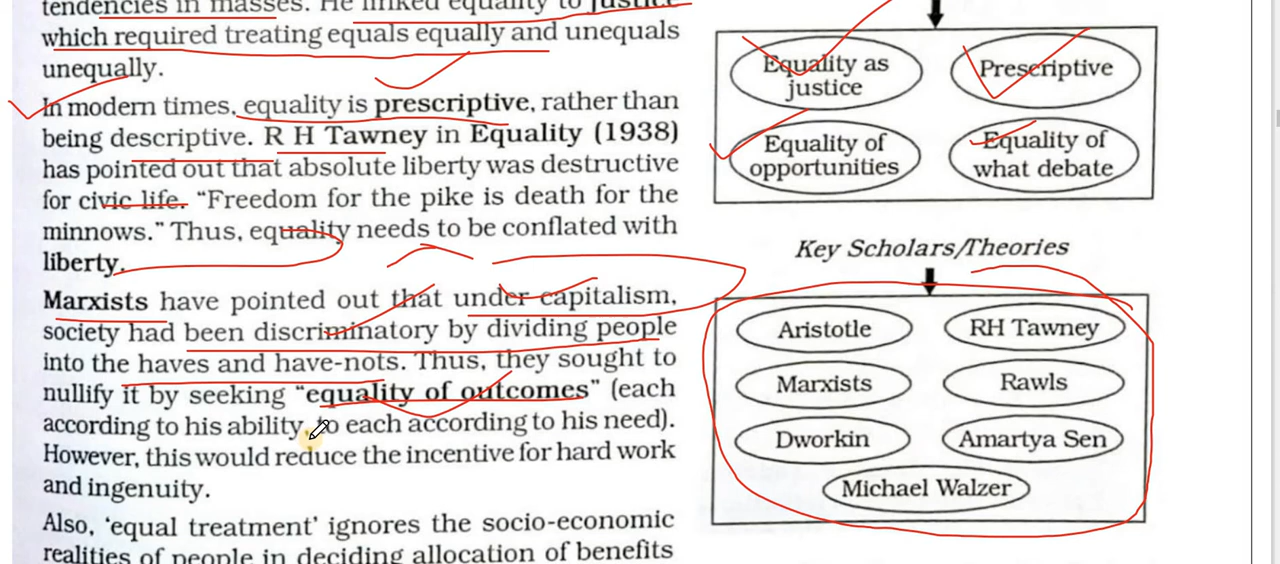 tendencies in masses. He linked equality to justice
which required treating equals equally and unequals
unequally.
In modern times, equality is prescriptive, rather than
being descriptive. R H Tawney in Equality (1938)
has pointed out that absolute liberty was destructive
for civic life. “Freedom for the pike is death for the
minnows.” Thus, equality needs to be conflated with
liberty.
Marxists have pointed out that under capitalism,
society had been discriminatory by dividing people
into the haves and have-nots. Thus, they sought to
nullify it by seeking “equality of outcomes” (each
according to his ability, to each according to his need).
However, this would reduce the incentive for hard work
and ingenuity.
Also, ‘equal treatment’ ignores the socio-economic
realities of people in deciding allocation of benefits
Equality as
justice
Prescriptive
Equality of
opportunities
Equality of
what debate
Key Scholars/Theories
Aristotle
RH Tawney
Marxists
Rawls
Dworkin
Amartya Sen
Michael Walzer